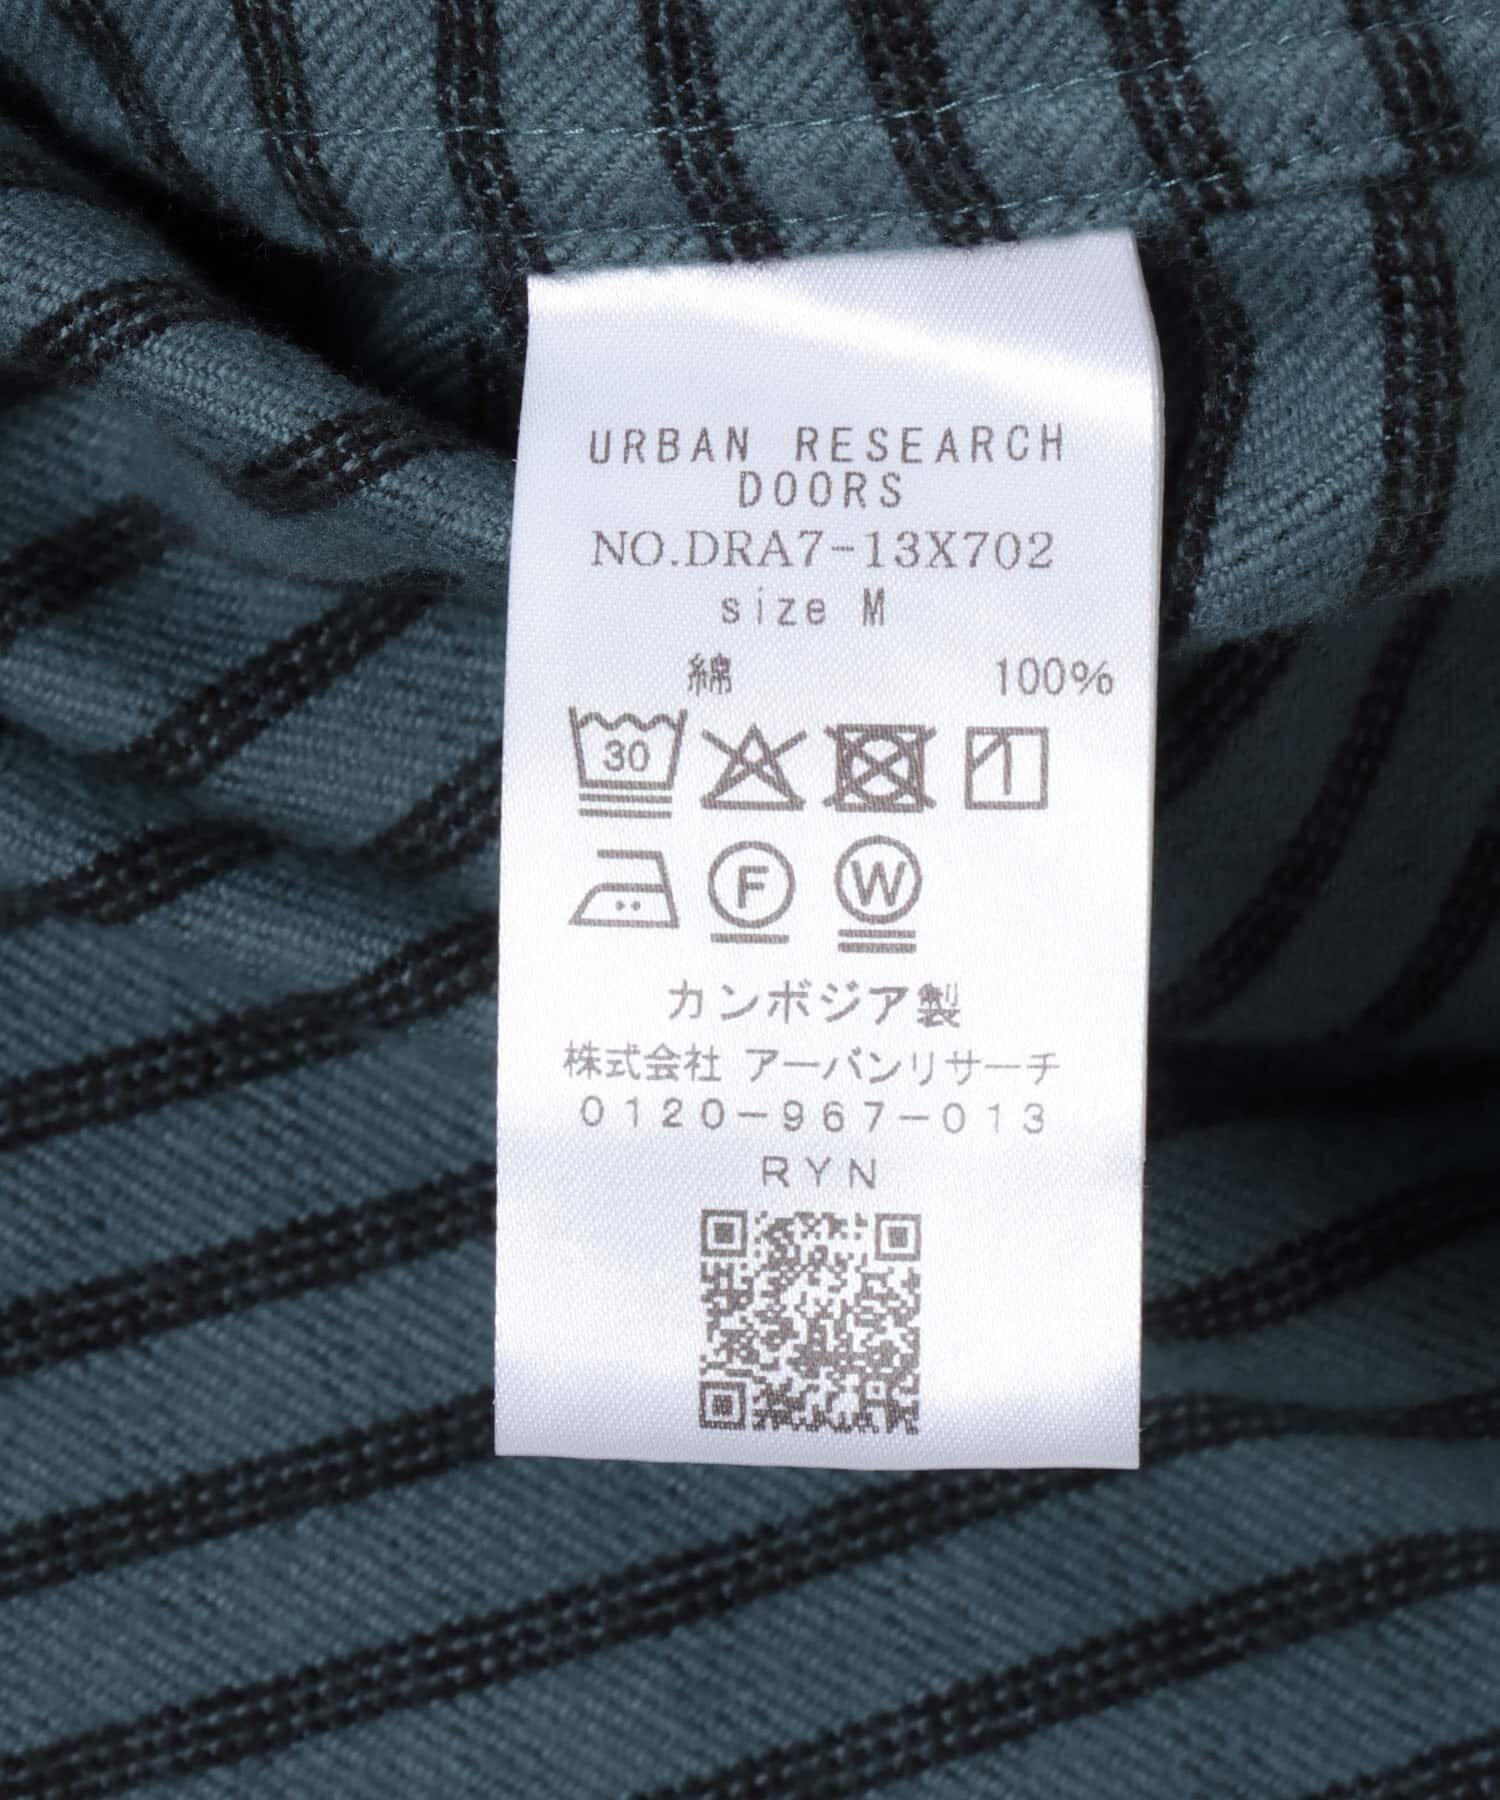 URBAN RESEARCH
DOORS
NO.DRA7-13X702
size M
綿 100%
30
F W
カンボジア製
株式会社 アーバンリサーチ
0120-967-013
RYN